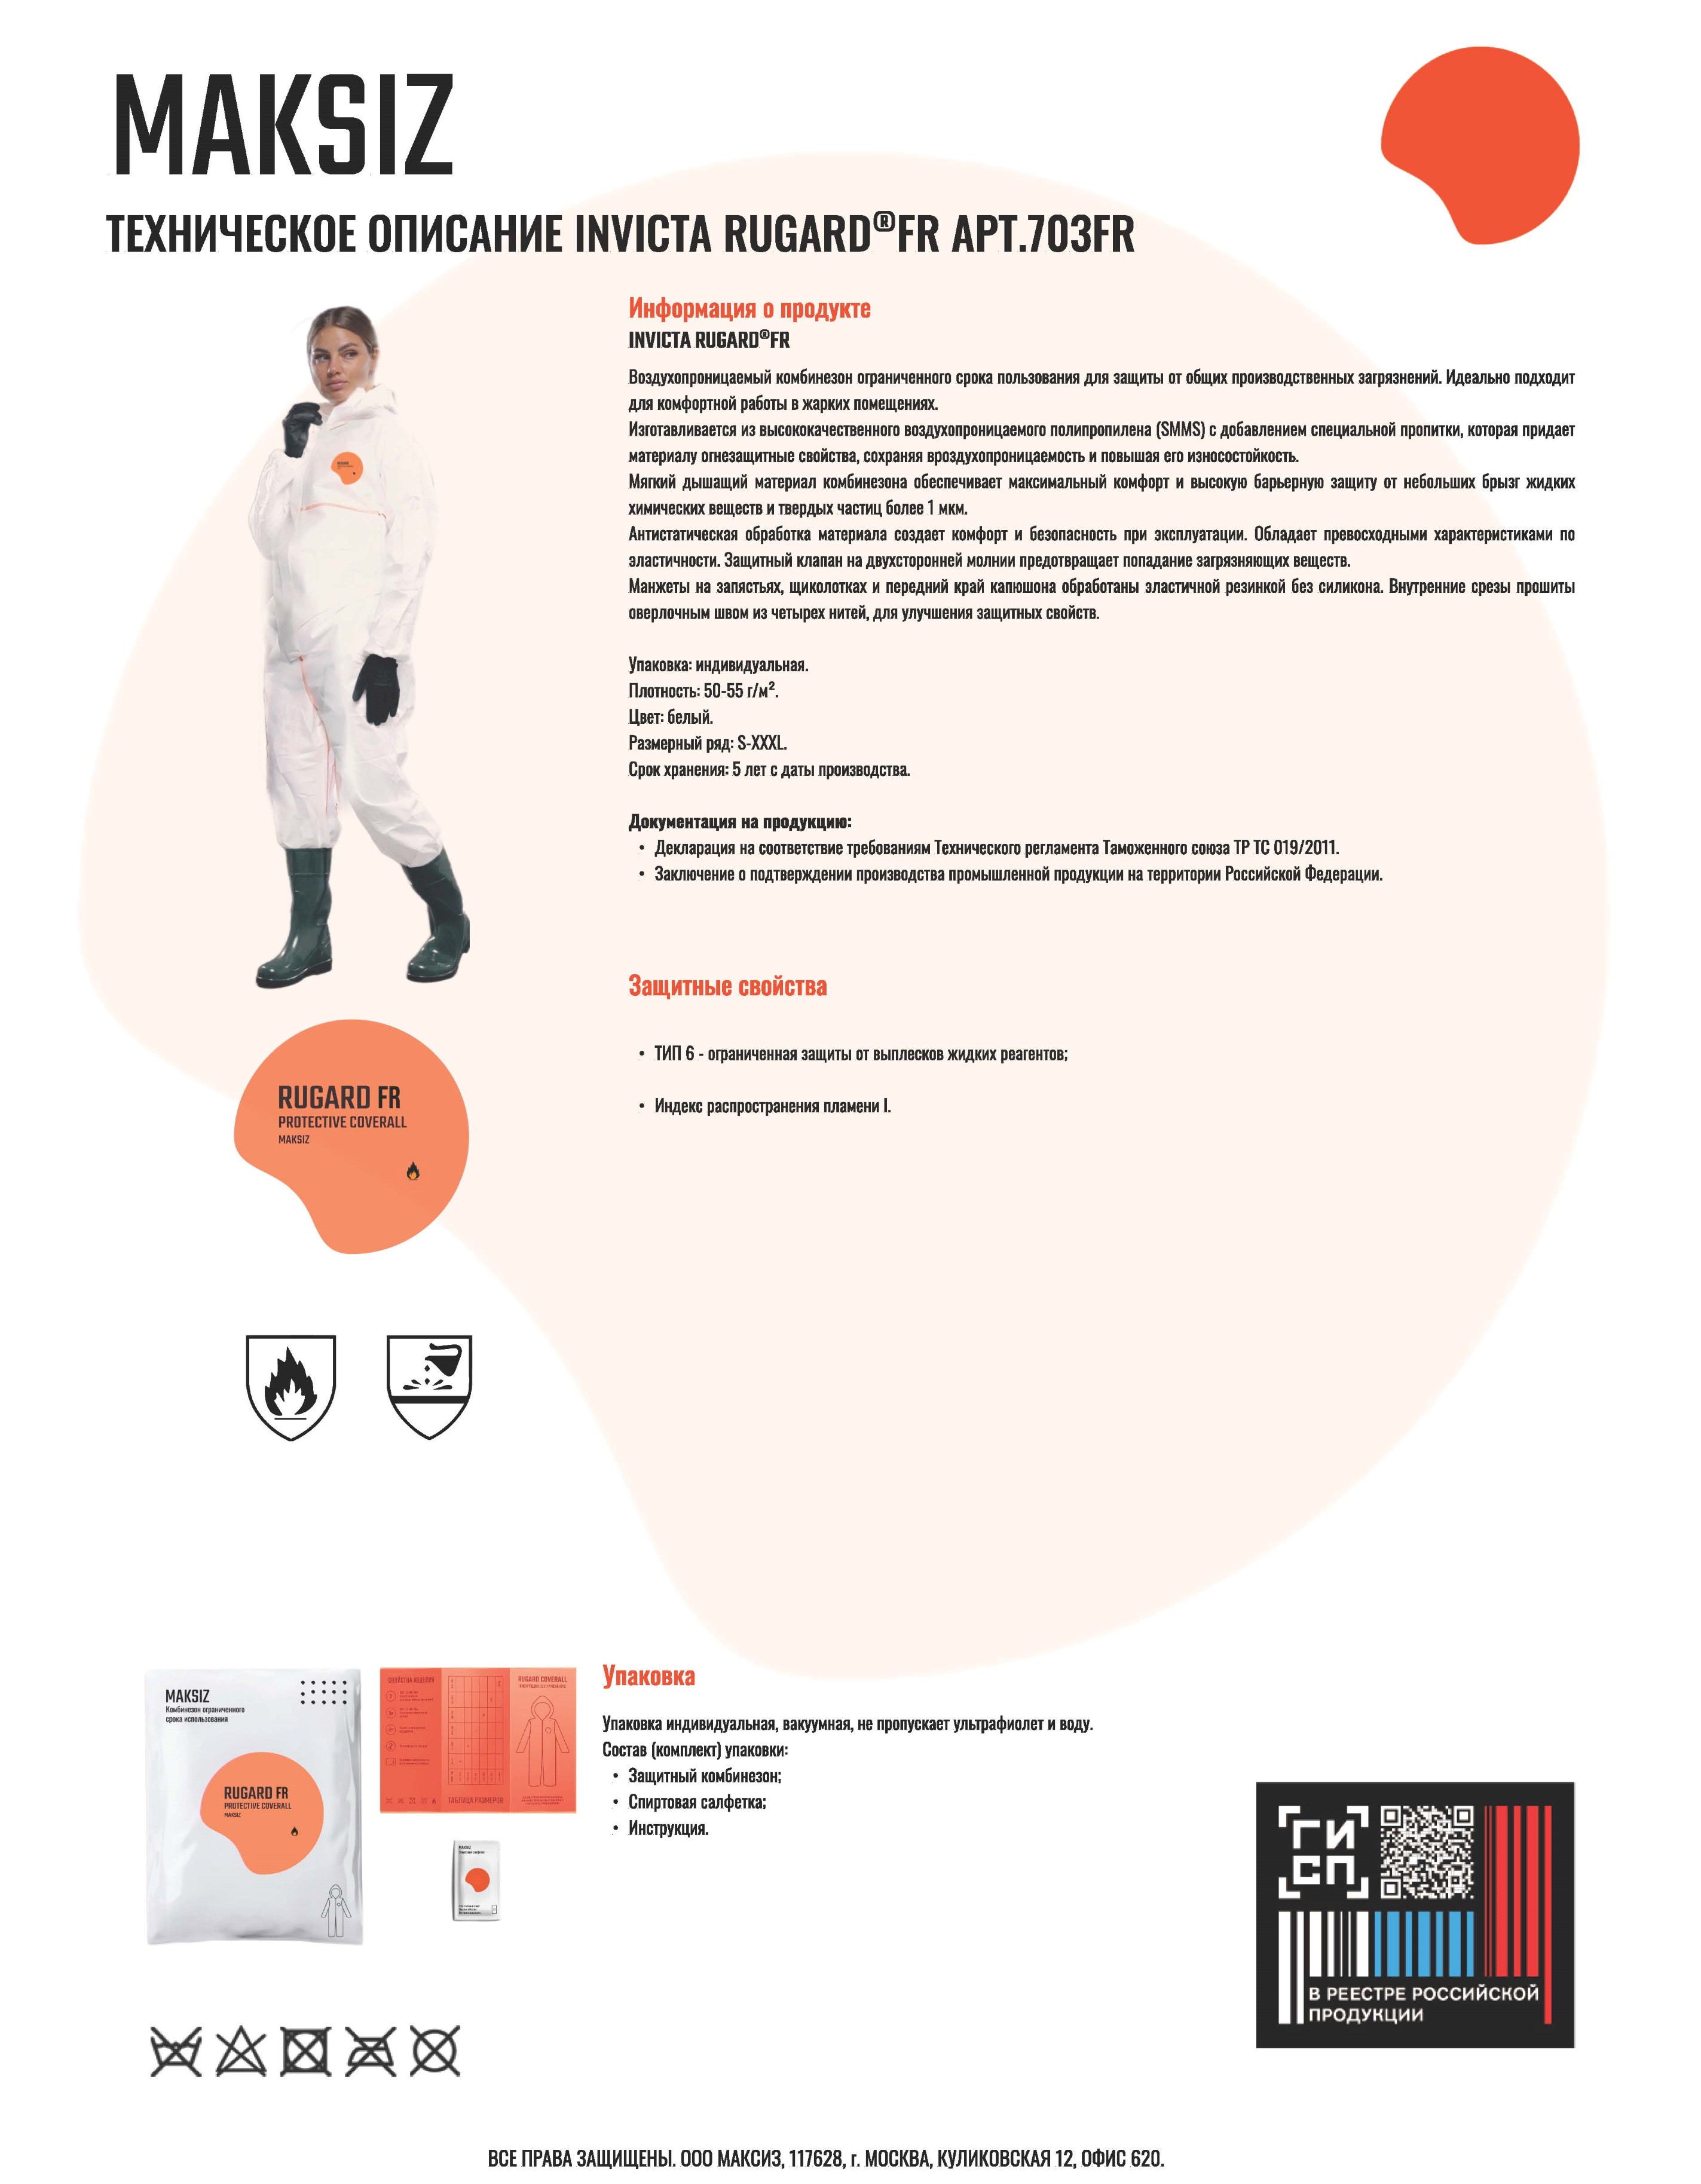 MAKSIZ
ТЕХНИЧЕСКОЕ ОПИСАНИЕ INVICTA RUGARD®FR АРТ.703FR
Информация о продукте
INVICTA RUGARD®FR
Воздухопроницаемый комбинезон ограниченного срока пользования для защиты от общих производственных загрязнений. Идеально подходит
для комфортной работы в жарких помещениях.
Изготавливается из высококачественного воздухопроницаемого полипропилена (SMMS) с добавлением специальной пропитки, которая придает
материалу огнезащитные свойства, сохраняя вроздухопроницаемость и повышая его износостойкость.
Мягкий дышащий материал комбинезона обеспечивает максимальный комфорт и высокую барьерную защиту от небольших брызг жидких
химических веществ и твердых частиц более 1 мкм.
Антистатическая обработка материала создает комфорт и безопасность при эксплуатации. Обладает превосходными характеристиками по
эластичности. Защитный клапан на двухсторонней молнии предотвращает попадание загрязняющих веществ.
Манжеты на запястьях, щиколотках и передний край капюшона обработаны эластичной резинкой без силикона. Внутренние срезы прошиты
оверлочным швом из четырех нитей, для улучшения защитных свойств.
Упаковка: индивидуальная.
Плотность: 50-55 г/м².
Цвет: белый.
Размерный ряд: S-XXXL.
Срок хранения: 5 лет с даты производства.
Документация на продукцию:
• Декларация на соответствие требованиям Технического регламента Таможенного союза ТР ТС 019/2011.
• Заключение о подтверждении производства промышленной продукции на территории Российской Федерации.
Защитные свойства
• ТИП 6 - ограниченная защиты от выплесков жидких реагентов;
• Индекс распространения пламени I.
RUGARD FR
PROTECTIVE COVERALL
MAKSIZ
MAKSIZ
Комбинезон ограниченного
срока использования
RUGARD FR
PROTECTIVE COVERALL
MAKSIZ
СВОЙСТВА ИЗДЕЛИЯ
ТАБЛИЦА РАЗМЕРОВ
RUGARD COVERALL
MAKSIZ
Упаковка
Упаковка индивидуальная, вакуумная, не пропускает ультрафиолет и воду.
Состав (комплект) упаковки:
• Защитный комбинезон;
• Спиртовая салфетка;
• Инструкция.
ГИ
СП
В РЕЕСТРЕ РОССИЙСКОЙ
ПРОДУКЦИИ
ВСЕ ПРАВА ЗАЩИЩЕНЫ. ООО МАКСИЗ, 117628, г. МОСКВА, КУЛИКОВСКАЯ 12, ОФИС 620.